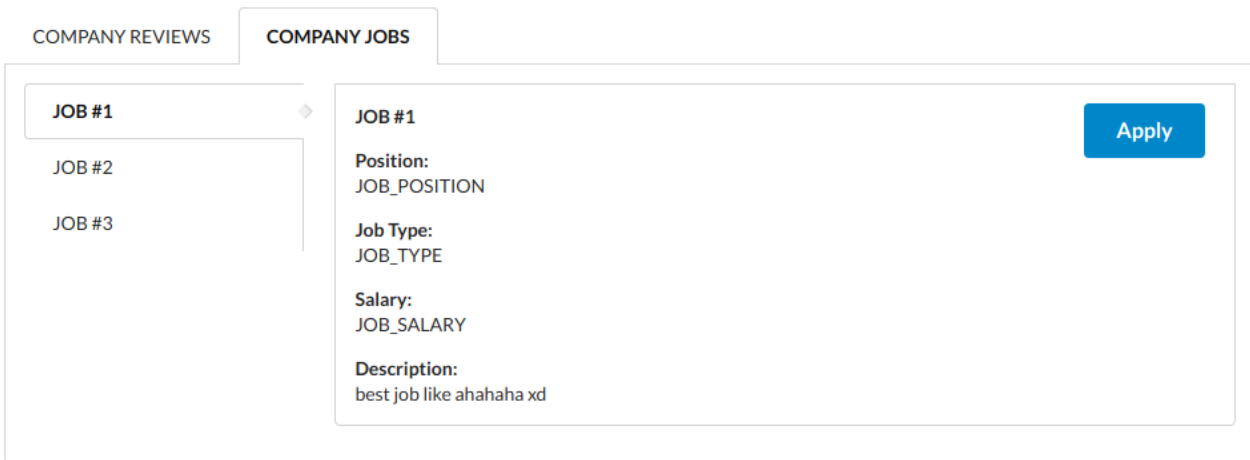 COMPANY REVIEWS
COMPANY JOBS
JOB #1
JOB #2
JOB #3
JOB #1
Apply
Position:
JOB_POSITION
Job Type:
JOB_TYPE
Salary:
JOB_SALARY
Description:
best job like ahahaha xd